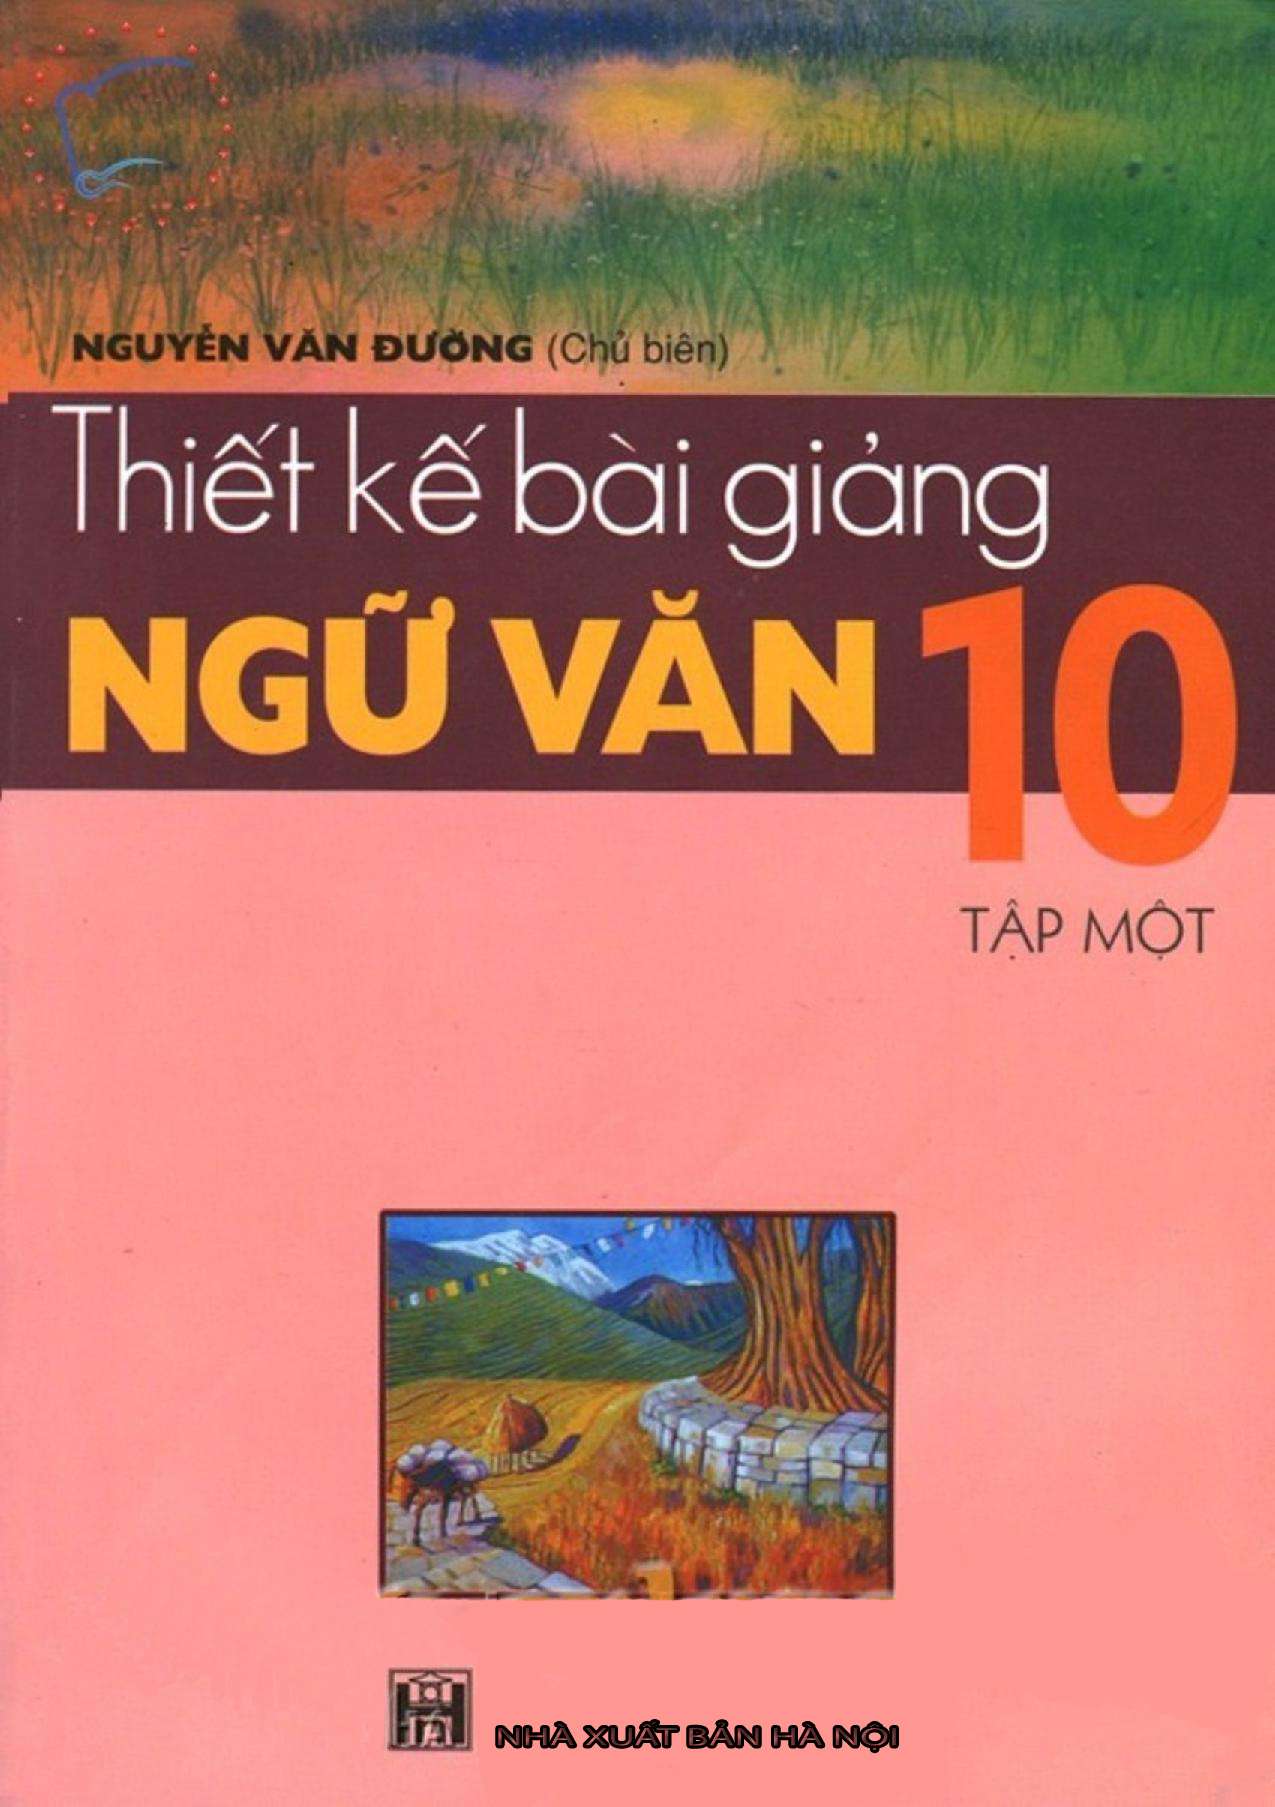 NGUYỄN VĂN ĐƯỜNG (Chủ biên)
Thiết kế bài giảng
NGỮ VĂN 10
TẬP MỘT
NHÀ XUẤT BẢN HÀ NỘI